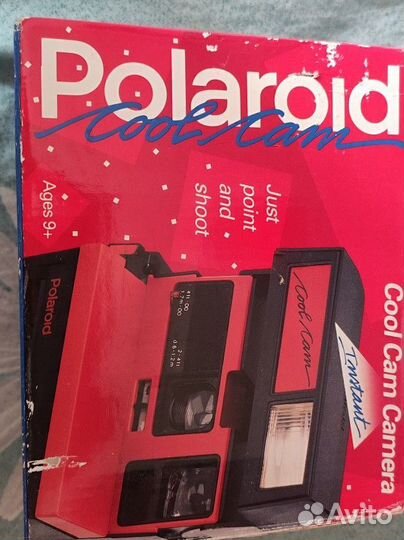 Polaroid
Cool Cam
Just
point
and
shoot
Ages 9+
Cool Cam Camera
Polaroid
Cool Cam
Instant
Avito